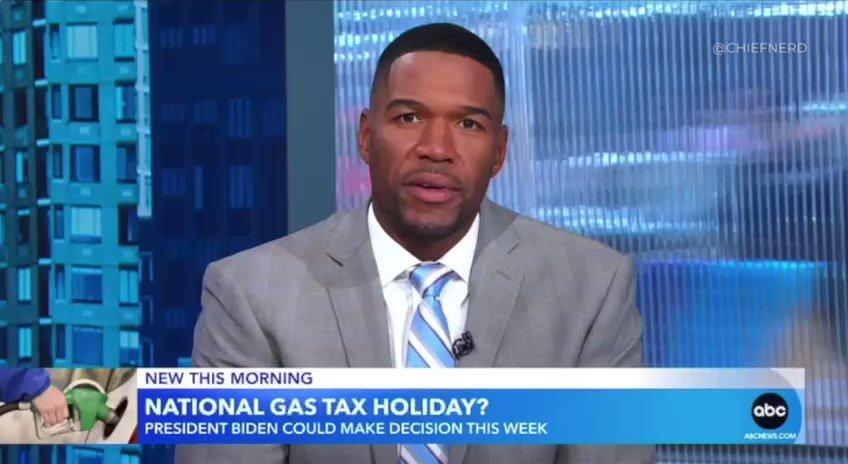 @CHIEFNERD
NEW THIS MORNING
NATIONAL GAS TAX HOLIDAY?
PRESIDENT BIDEN COULD MAKE DECISION THIS WEEK
abc
ABCNEWS.COM